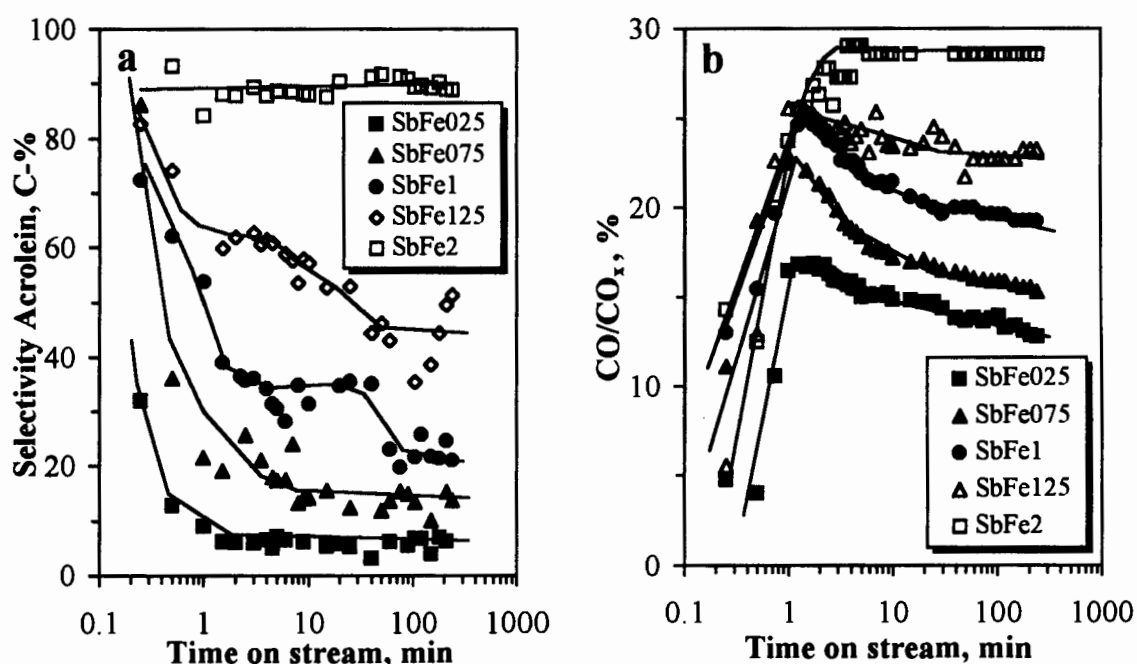 a
Selectivity Acrolein, C-%
100
80
60
40
20
0
SbFe025
SbFe075
SbFe1
SbFe125
SbFe2
0.1 1 10 100 1000
Time on stream, min
b
CO/COx, %
30
20
10
0
SbFe025
SbFe075
SbFe1
SbFe125
SbFe2
0.1 1 10 100 1000
Time on stream, min